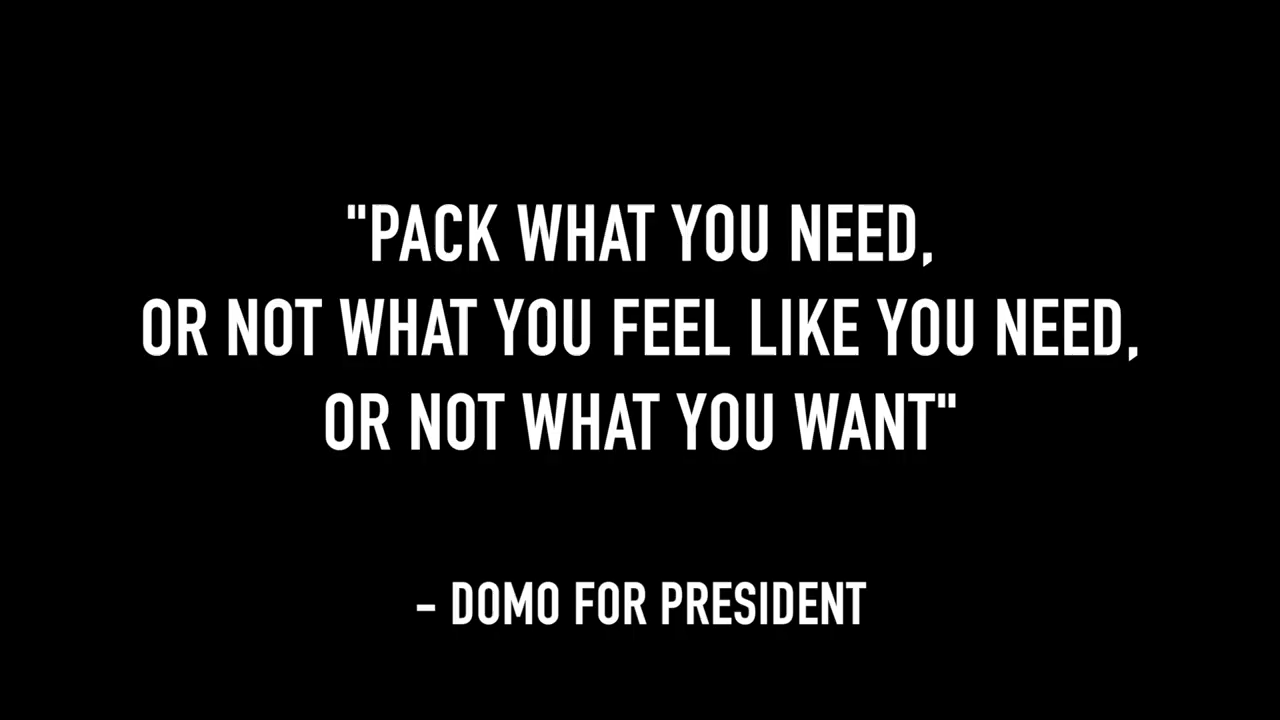 "PACK WHAT YOU NEED,
OR NOT WHAT YOU FEEL LIKE YOU NEED,
OR NOT WHAT YOU WANT"
- DOMO FOR PRESIDENT